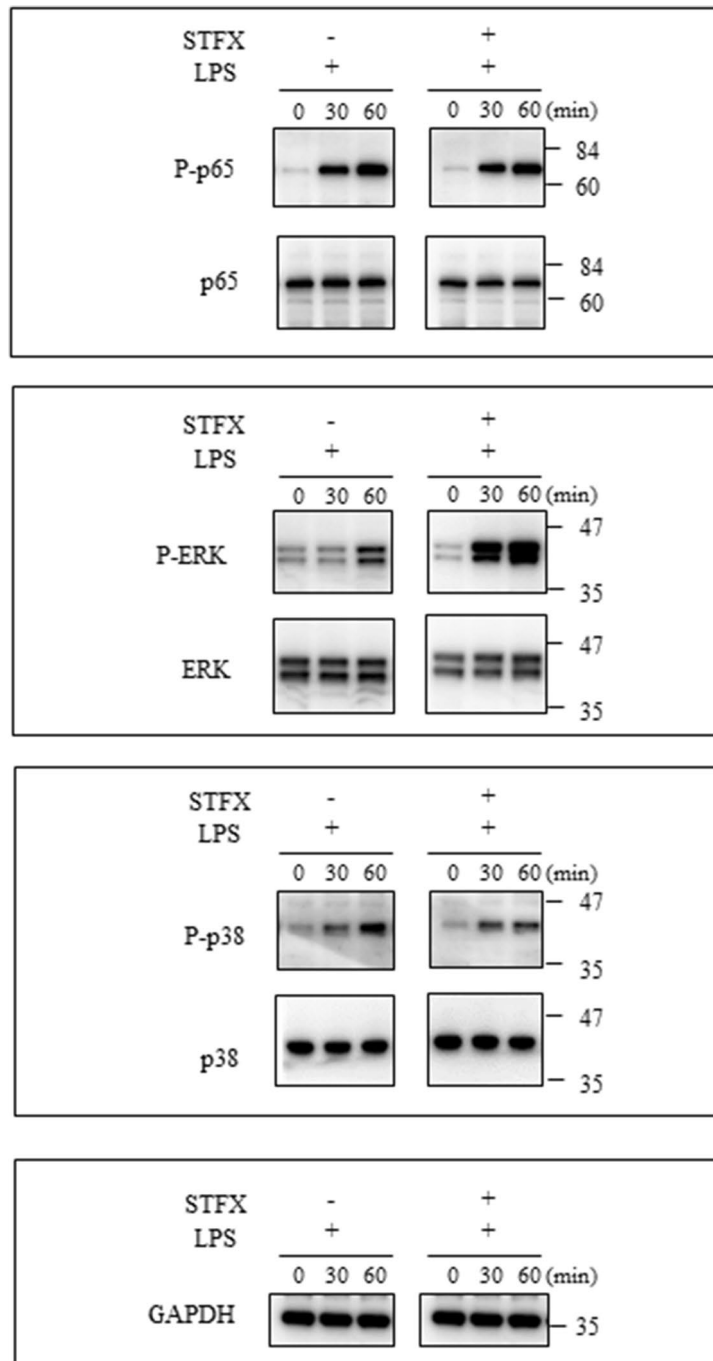 STFX - +
LPS + +
0 30 60 0 30 60 (min)
P-p65 84
60
p65 84
60
STFX - +
LPS + +
0 30 60 0 30 60 (min)
P-ERK 47
35
ERK 47
35
STFX - +
LPS + +
0 30 60 0 30 60 (min)
P-p38 47
35
p38 47
35
STFX - +
LPS + +
0 30 60 0 30 60 (min)
GAPDH 35